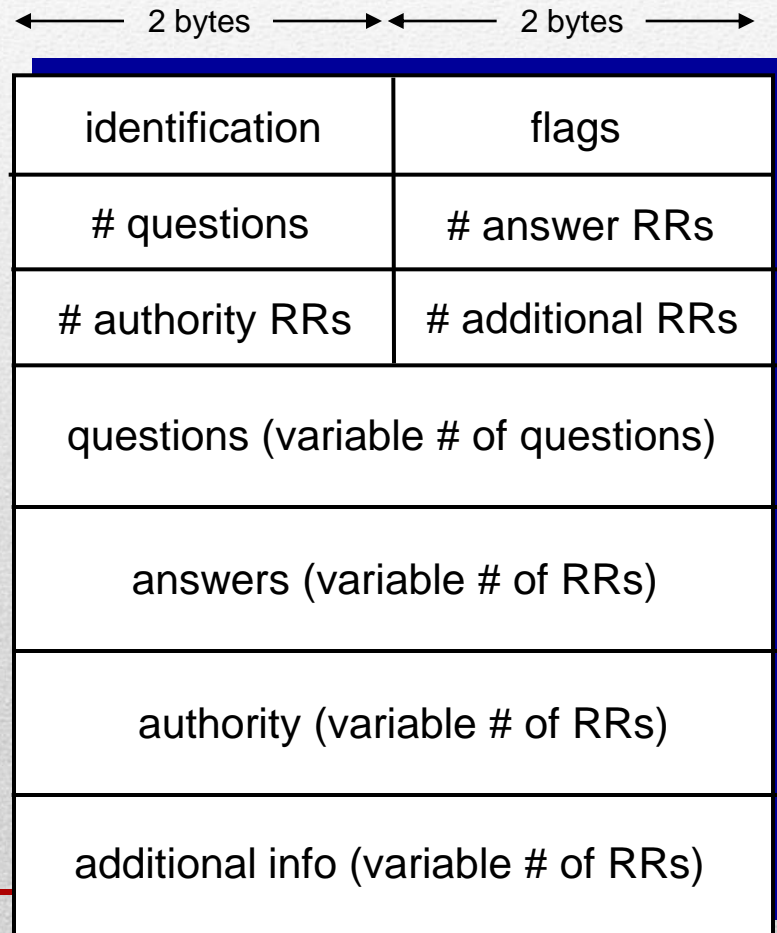 2 bytes 2 bytes
identification flags
# questions # answer RRs
# authority RRs # additional RRs
questions (variable # of questions)
answers (variable # of RRs)
authority (variable # of RRs)
additional info (variable # of RRs)